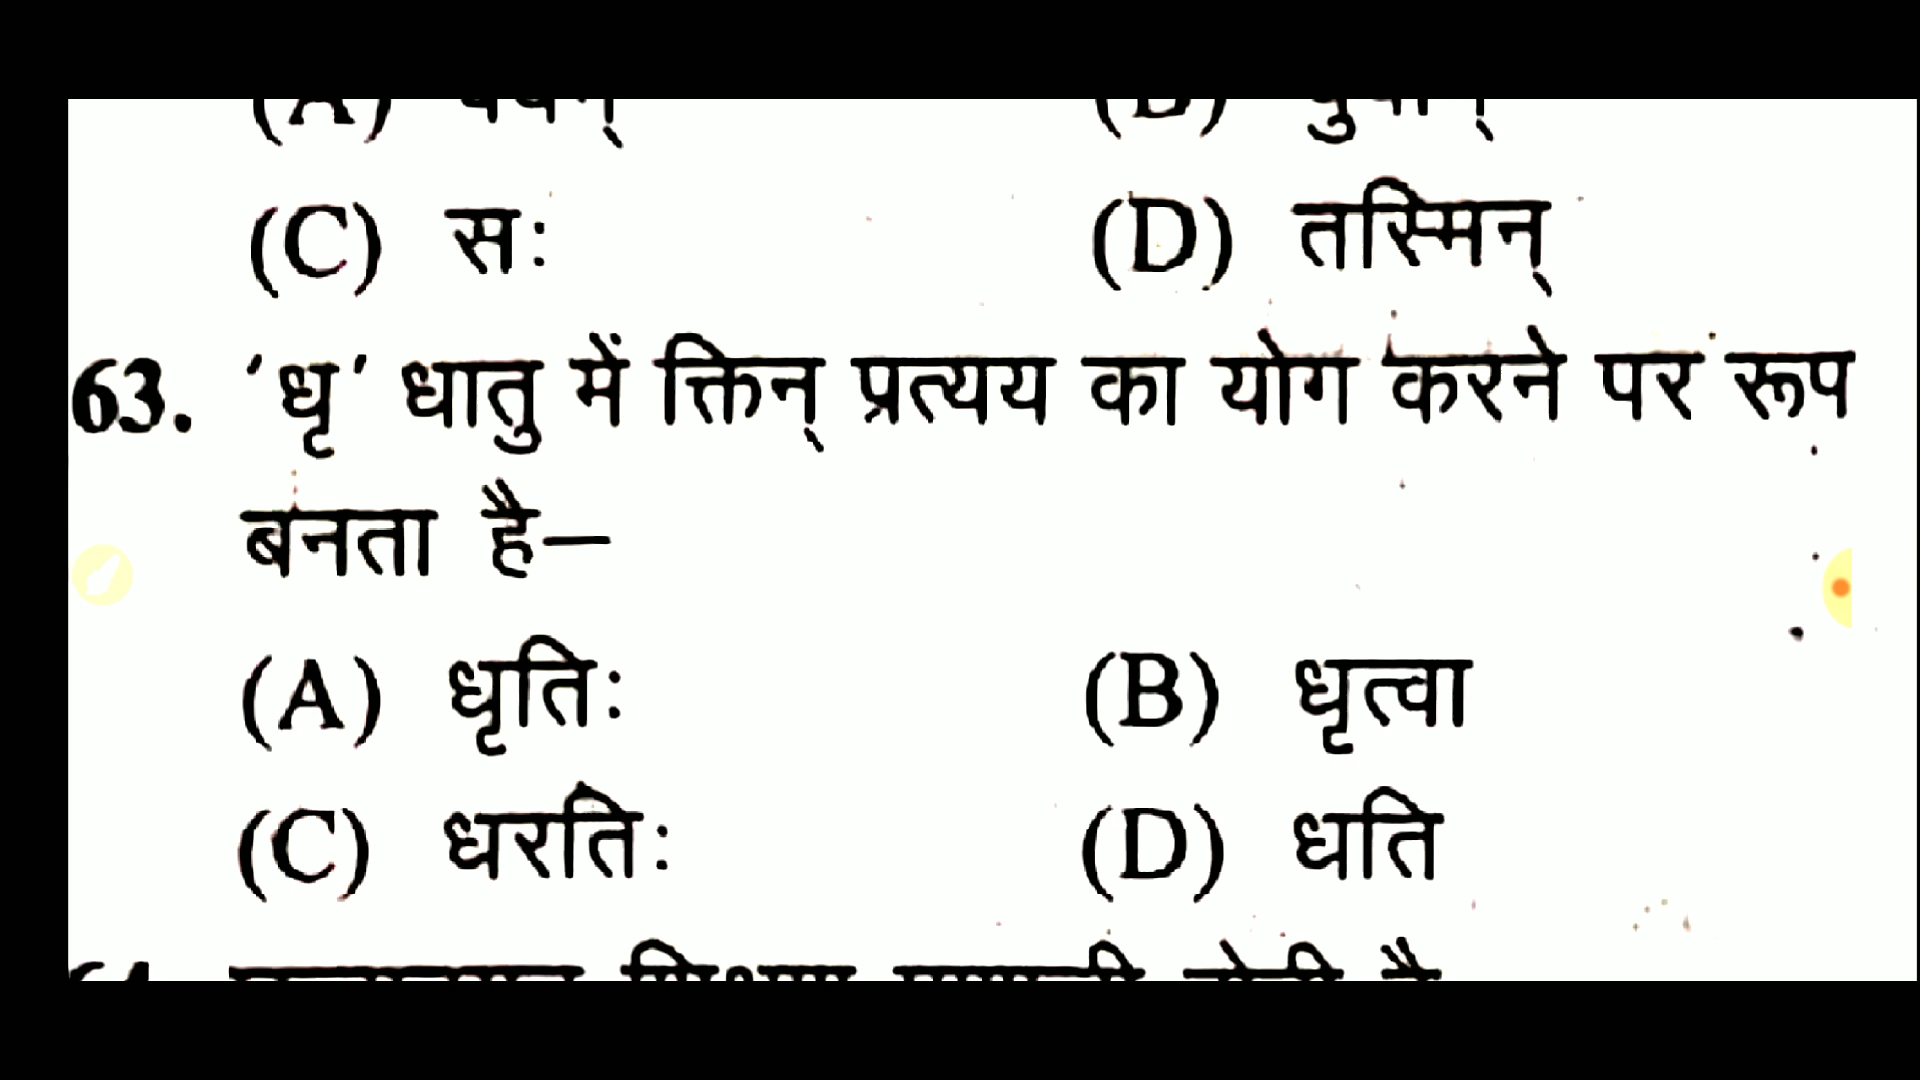 (A)
(B)
(C) सः (D) तस्मिन्
63. 'धृ' धातु में क्तिन् प्रत्यय का योग करने पर रूप
बनता है—
(A) धृतिः (B) धृत्वा
(C) धरतिः (D) धति